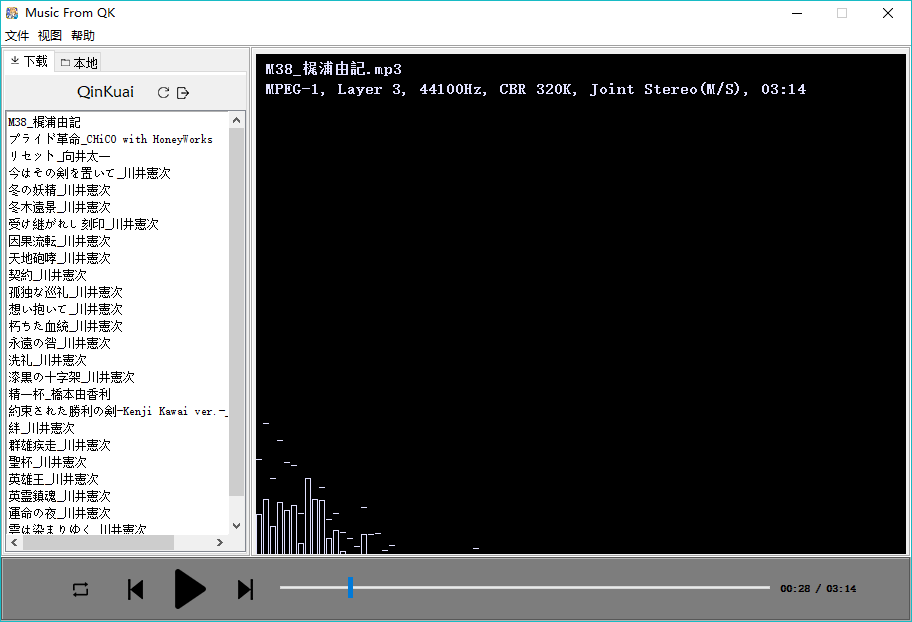 Music From QK
文件 视图 帮助
下载 本地
QinKuai
M38_梶浦由記
プライド革命_CHiCO with HoneyWorks
リセット_向井太一
今はその剣を置いて_川井憲次
冬の妖精_川井憲次
冬木遠景_川井憲次
受け継がれし刻印_川井憲次
因果流転_川井憲次
天地砲哮_川井憲次
契約_川井憲次
孤独な巡礼_川井憲次
想い抱いて_川井憲次
朽ちた血統_川井憲次
永遠の咎_川井憲次
洗礼_川井憲次
漆黒の十字架_川井憲次
精一杯_橋本由香利
約束された勝利の剣-Kenji Kawai ver.-_
絆_川井憲次
群雄疾走_川井憲次
聖杯_川井憲次
英雄王_川井憲次
英霊鎮魂_川井憲次
運命の夜_川井憲次
雲は染まりゆく_川井憲次
M38_梶浦由記.mp3
MPEG-1, Layer 3, 44100Hz, CBR 320K, Joint Stereo(M/S), 03:14
00:28 / 03:14